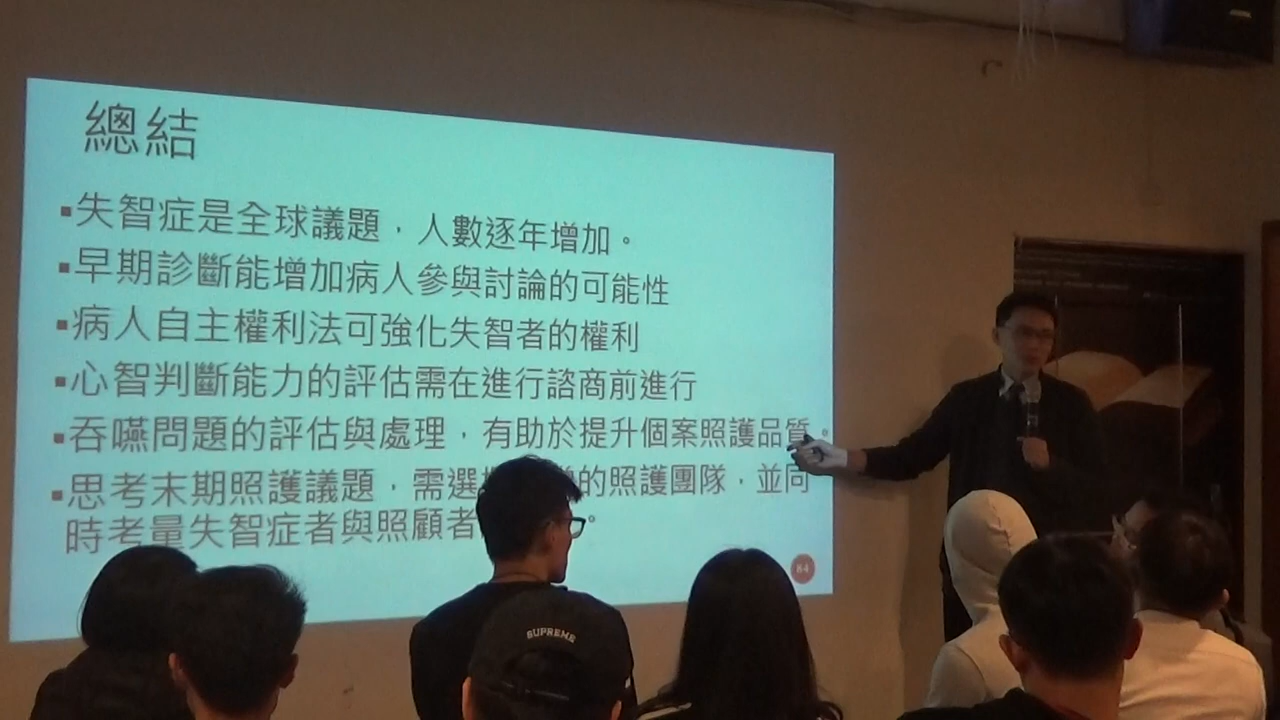 總結
▪失智症是全球議題，人數逐年增加。
▪早期診斷能增加病人參與討論的可能性
▪病人自主權利法可強化失智者的權利
▪心智判斷能力的評估需在進行諮商前進行
▪吞嚥問題的評估與處理，有助於提升個案照護品質。
▪思考末期照護議題，需選 的照護團隊，並同
時考量失智症者與照顧者 。
84
SUPREME